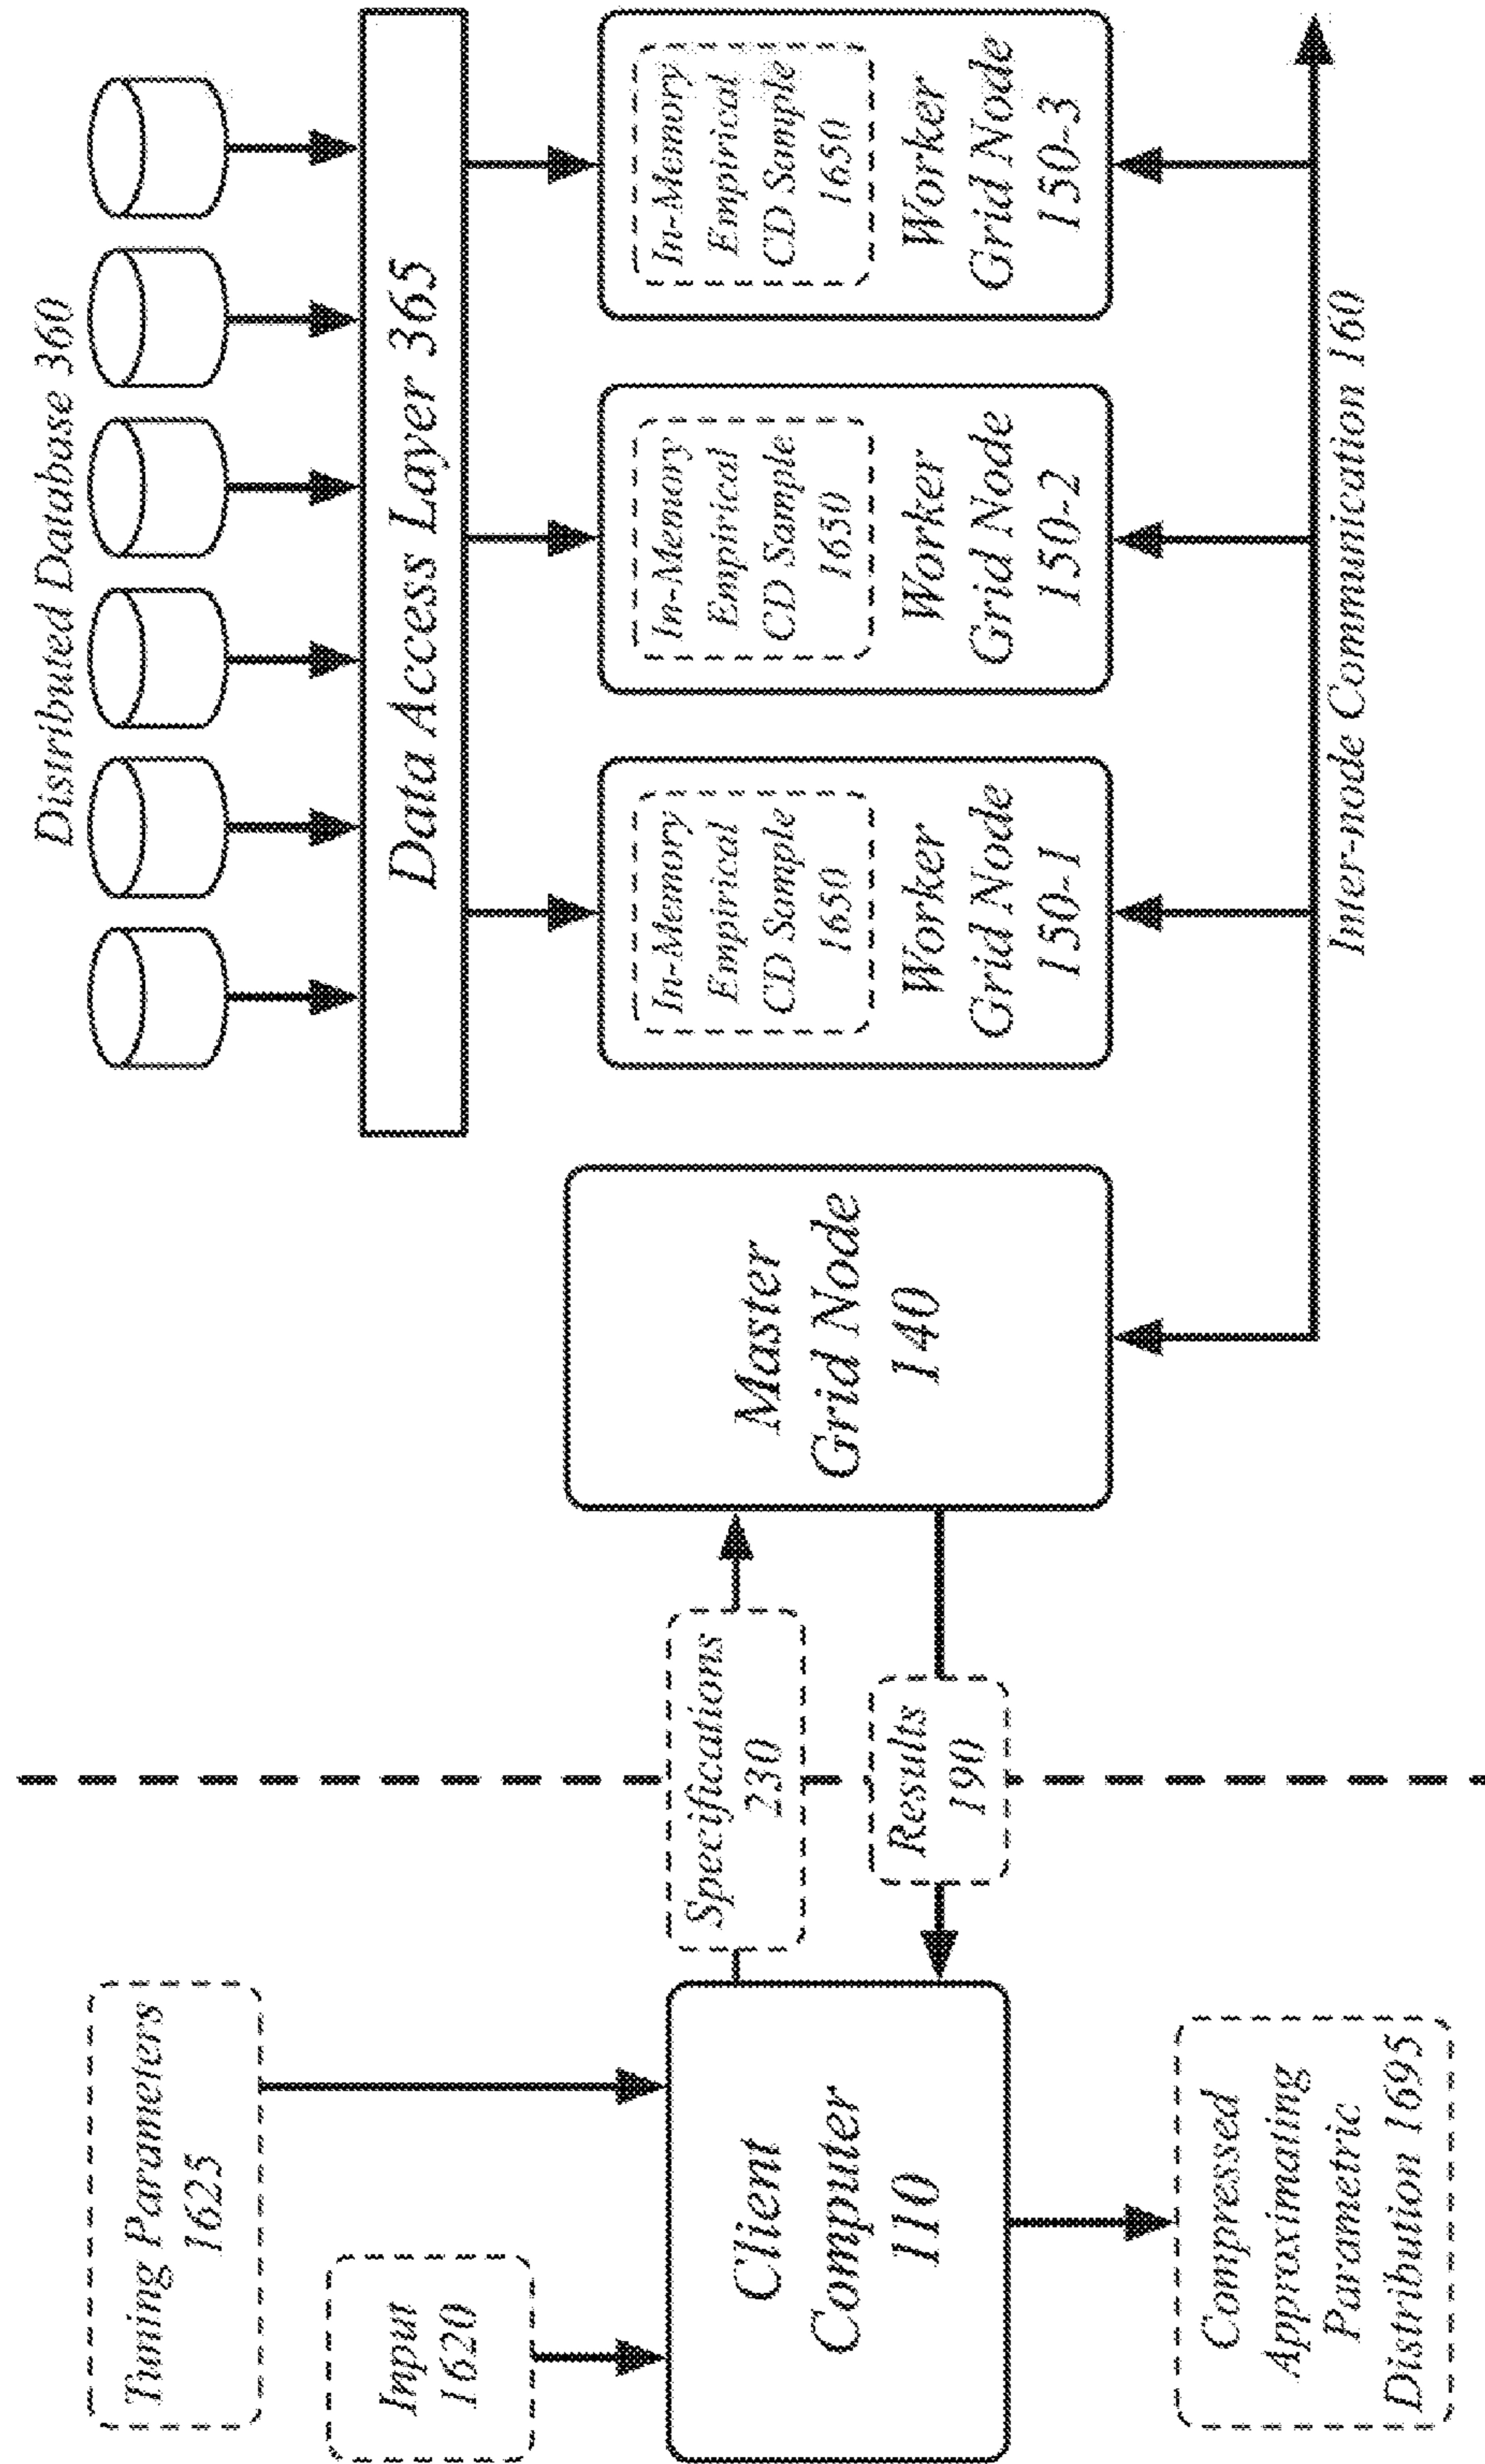 Tuning Parameters
1625
Input
1620
Client
Computer
110
Compressed
Approximating
Parametric
Distribution 1695
Specifications
230
Results
190
Master
Grid Node
140
Distributed Database 360
Data Access Layer 365
In-Memory
Empirical
CD Sample
1650
Worker
Grid Node
150-1
In-Memory
Empirical
CD Sample
1650
Worker
Grid Node
150-2
In-Memory
Empirical
CD Sample
1650
Worker
Grid Node
150-3
Inter-node Communication 160